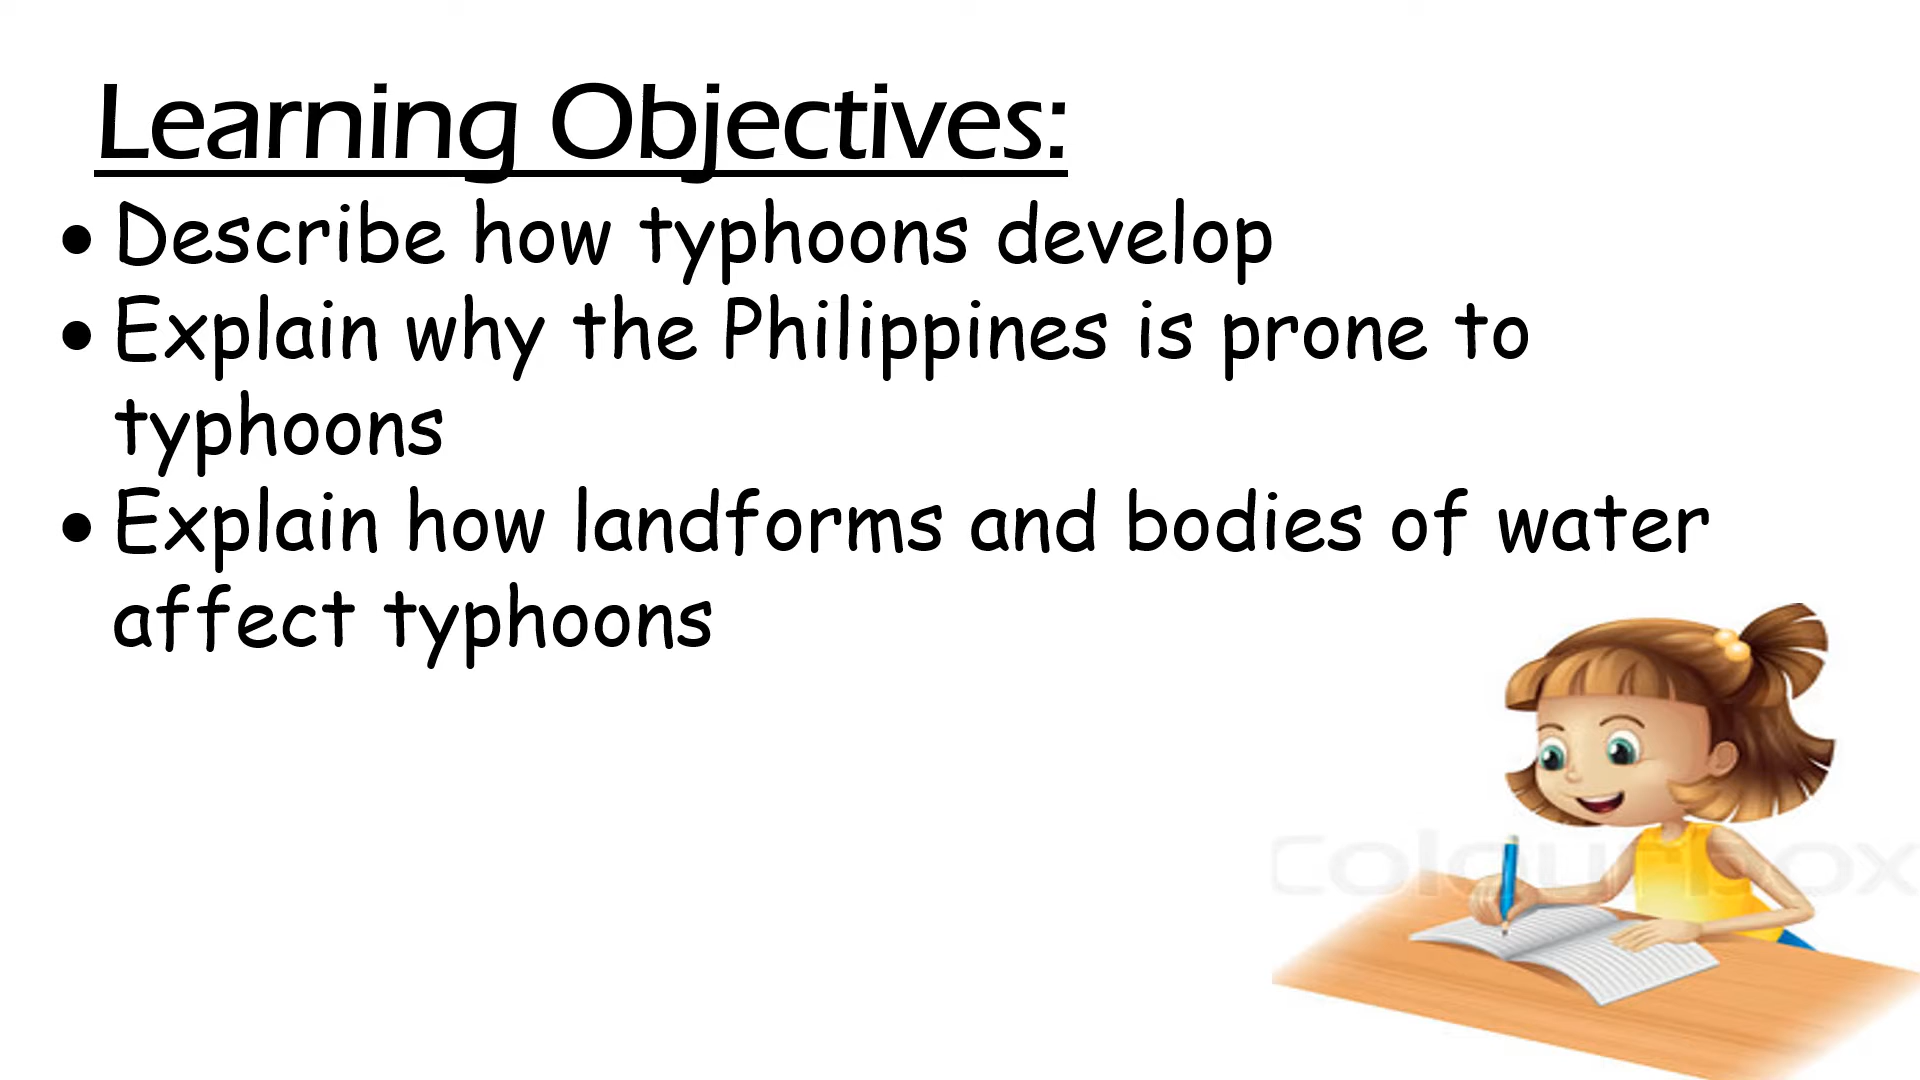 Learning Objectives:
• Describe how typhoons develop
• Explain why the Philippines is prone to
typhoons
• Explain how landforms and bodies of water
affect typhoons
colourbox